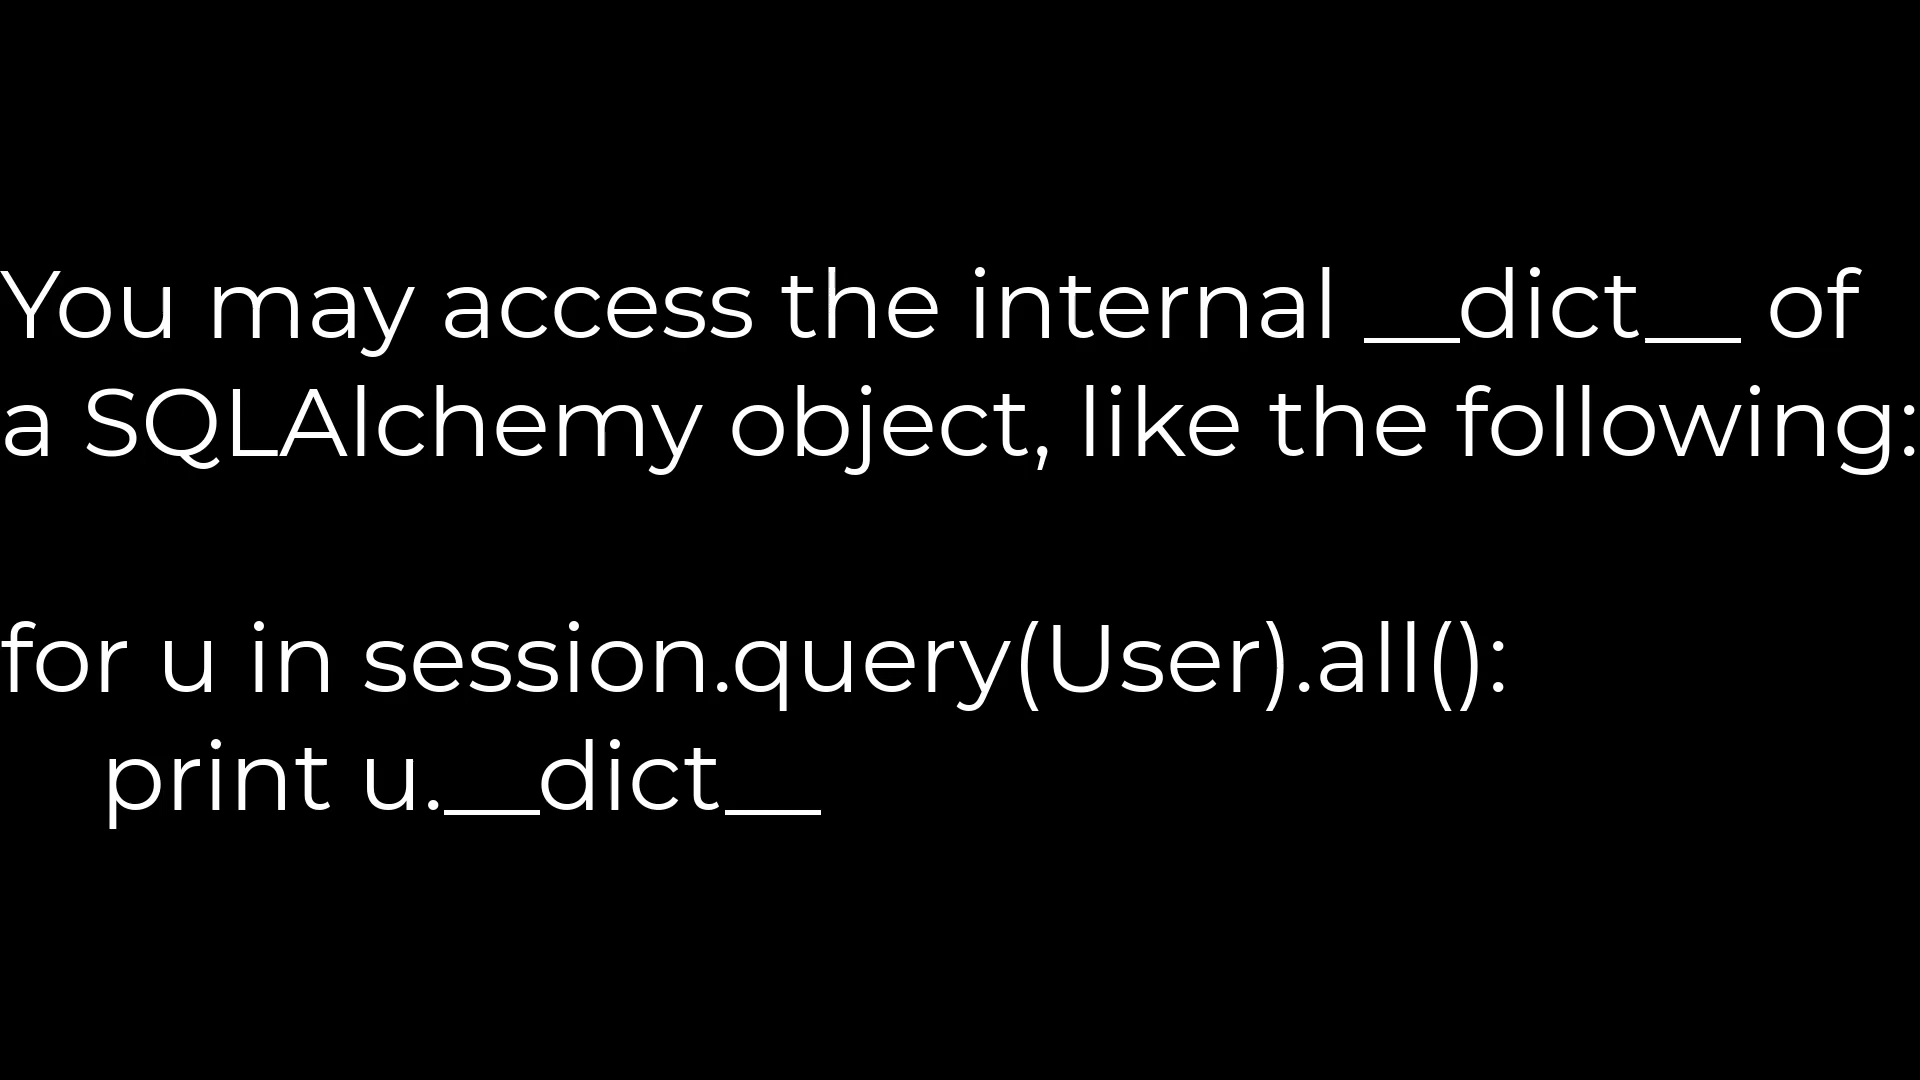 You may access the internal __dict__ of
a SQLAlchemy object, like the following:
for u in session.query(User).all():
    print u.__dict__